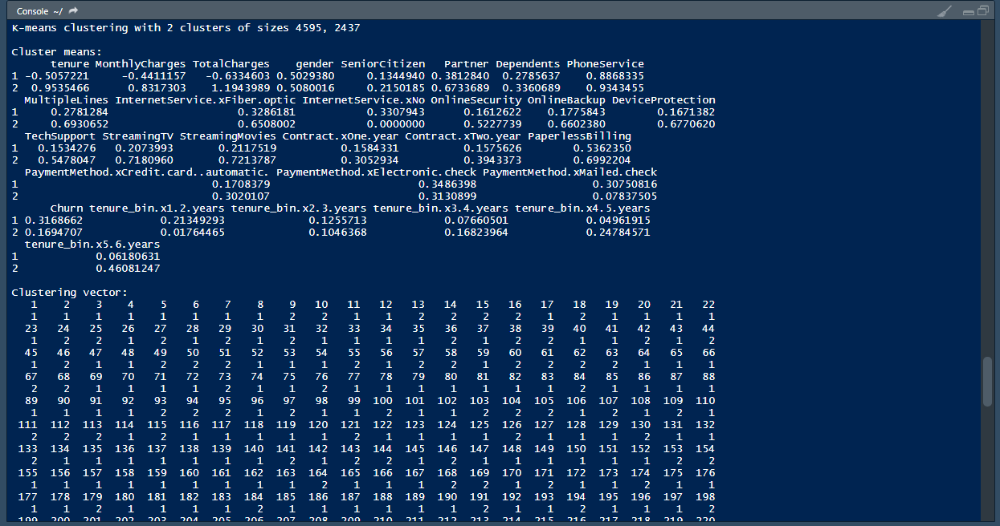 Console ~/
K-means clustering with 2 clusters of sizes 4595, 2437
Cluster means:
tenure MonthlyCharges TotalCharges gender SeniorCitizen Partner Dependents PhoneService
1 -0.5057221 -0.4411157 -0.6334603 0.5029380 0.1344940 0.3812840 0.2785637 0.8868335
2 0.9535466 0.8317303 1.1943989 0.5080016 0.2150185 0.6733689 0.3360689 0.9343455
MultipleLines InternetService.xFiber.optic InternetService.xNo OnlineSecurity OnlineBackup DeviceProtection
1 0.2781284 0.3286181 0.3307943 0.1612622 0.1775843 0.1671382
2 0.6930652 0.6508002 0.0000000 0.5227739 0.6602380 0.6770620
TechSupport StreamingTV StreamingMovies Contract.xOne.year Contract.xTwo.year PaperlessBilling
1 0.1534276 0.2073993 0.2117519 0.1584331 0.1575626 0.5362350
2 0.5478047 0.7180960 0.7213787 0.3052934 0.3943373 0.6992204
PaymentMethod.xCredit.card..automatic. PaymentMethod.xElectronic.check PaymentMethod.xMailed.check
1 0.1708379 0.3486398 0.30750816
2 0.3020107 0.3130899 0.07837505
Churn tenure_bin.x1.2.years tenure_bin.x2.3.years tenure_bin.x3.4.years tenure_bin.x4.5.years
1 0.3168662 0.21349293 0.1255713 0.07660501 0.04961915
2 0.1694707 0.01764465 0.1046368 0.16823964 0.24784571
tenure_bin.x5.6.years
1 0.06180631
2 0.46081247
Clustering vector:
1 2 3 4 5 6 7 8 9 10 11 12 13 14 15 16 17 18 19 20 21 22
1 1 1 1 1 1 1 1 2 2 1 1 2 2 2 2 1 2 1 1 1 1
23 24 25 26 27 28 29 30 31 32 33 34 35 36 37 38 39 40 41 42 43 44
1 2 2 1 2 1 2 1 2 1 1 1 1 2 1 2 2 1 1 2 1 2
45 46 47 48 49 50 51 52 53 54 55 56 57 58 59 60 61 62 63 64 65 66
1 2 1 1 2 2 2 1 1 1 2 1 2 2 1 2 2 2 2 1 1 1
67 68 69 70 71 72 73 74 75 76 77 78 79 80 81 82 83 84 85 86 87 88
2 2 1 1 1 1 2 1 1 2 1 1 1 1 1 1 1 2 1 1 1 1
89 90 91 92 93 94 95 96 97 98 99 100 101 102 103 104 105 106 107 108 109 110
1 1 1 1 2 2 2 1 2 1 1 2 1 1 2 2 2 1 2 1 2 1
111 112 113 114 115 116 117 118 119 120 121 122 123 124 125 126 127 128 129 130 131 132
2 2 2 1 2 1 1 1 1 1 2 1 1 1 1 2 1 1 1 2 1 1
133 134 135 136 137 138 139 140 141 142 143 144 145 146 147 148 149 150 151 152 153 154
2 1 1 1 1 1 1 1 2 1 2 2 1 2 1 1 1 1 1 1 2 2
155 156 157 158 159 160 161 162 163 164 165 166 167 168 169 170 171 172 173 174 175 176
1 1 1 1 1 1 1 1 1 2 1 1 1 2 2 1 2 1 1 2 1 1
177 178 179 180 181 182 183 184 185 186 187 188 189 190 191 192 193 194 195 196 197 198
1 1 2 1 1 1 1 2 1 1 1 1 1 1 2 1 1 2 1 1 1 2
199 200 201 202 203 204 205 206 207 208 209 210 211 212 213 214 215 216 217 218 219 220